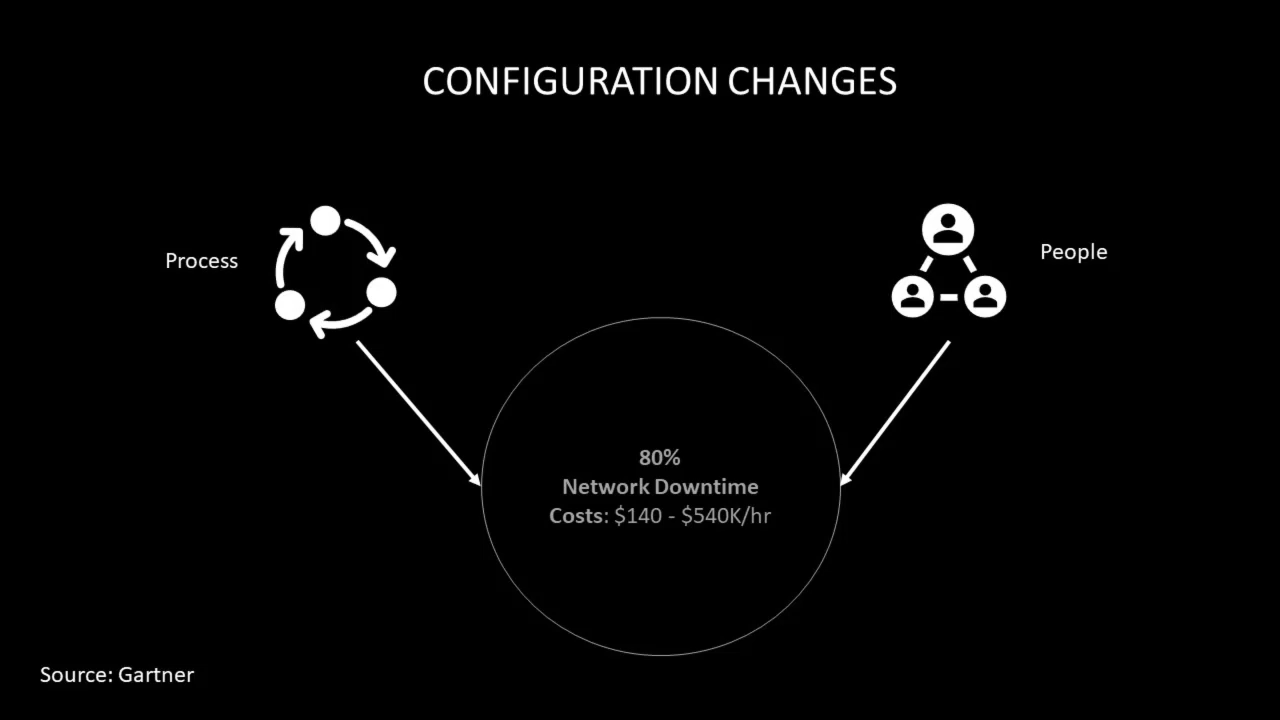 CONFIGURATION CHANGES
Process
People
80%
Network Downtime
Costs: $140 - $540K/hr
Source: Gartner